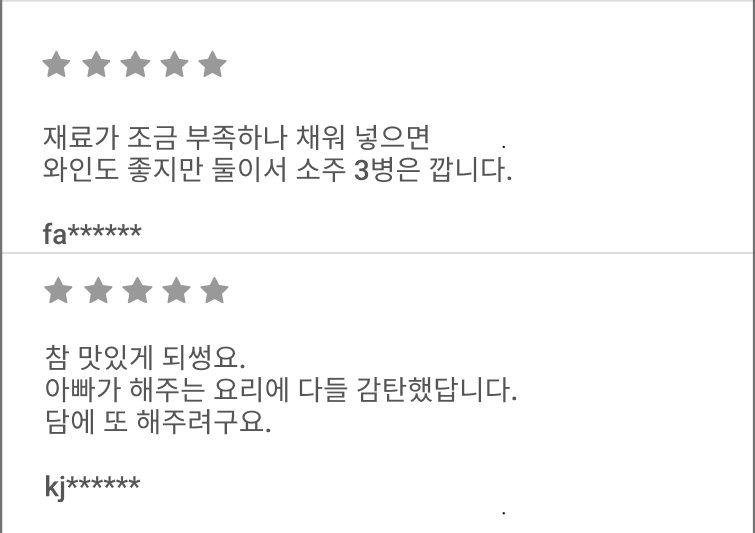 재료가 조금 부족하나 채워 넣으면
와인도 좋지만 둘이서 소주 3병은 깝니다.
fa******
참 맛있게 되썽요.
아빠가 해주는 요리에 다들 감탄했답니다.
담에 또 해주려구요.
kj******